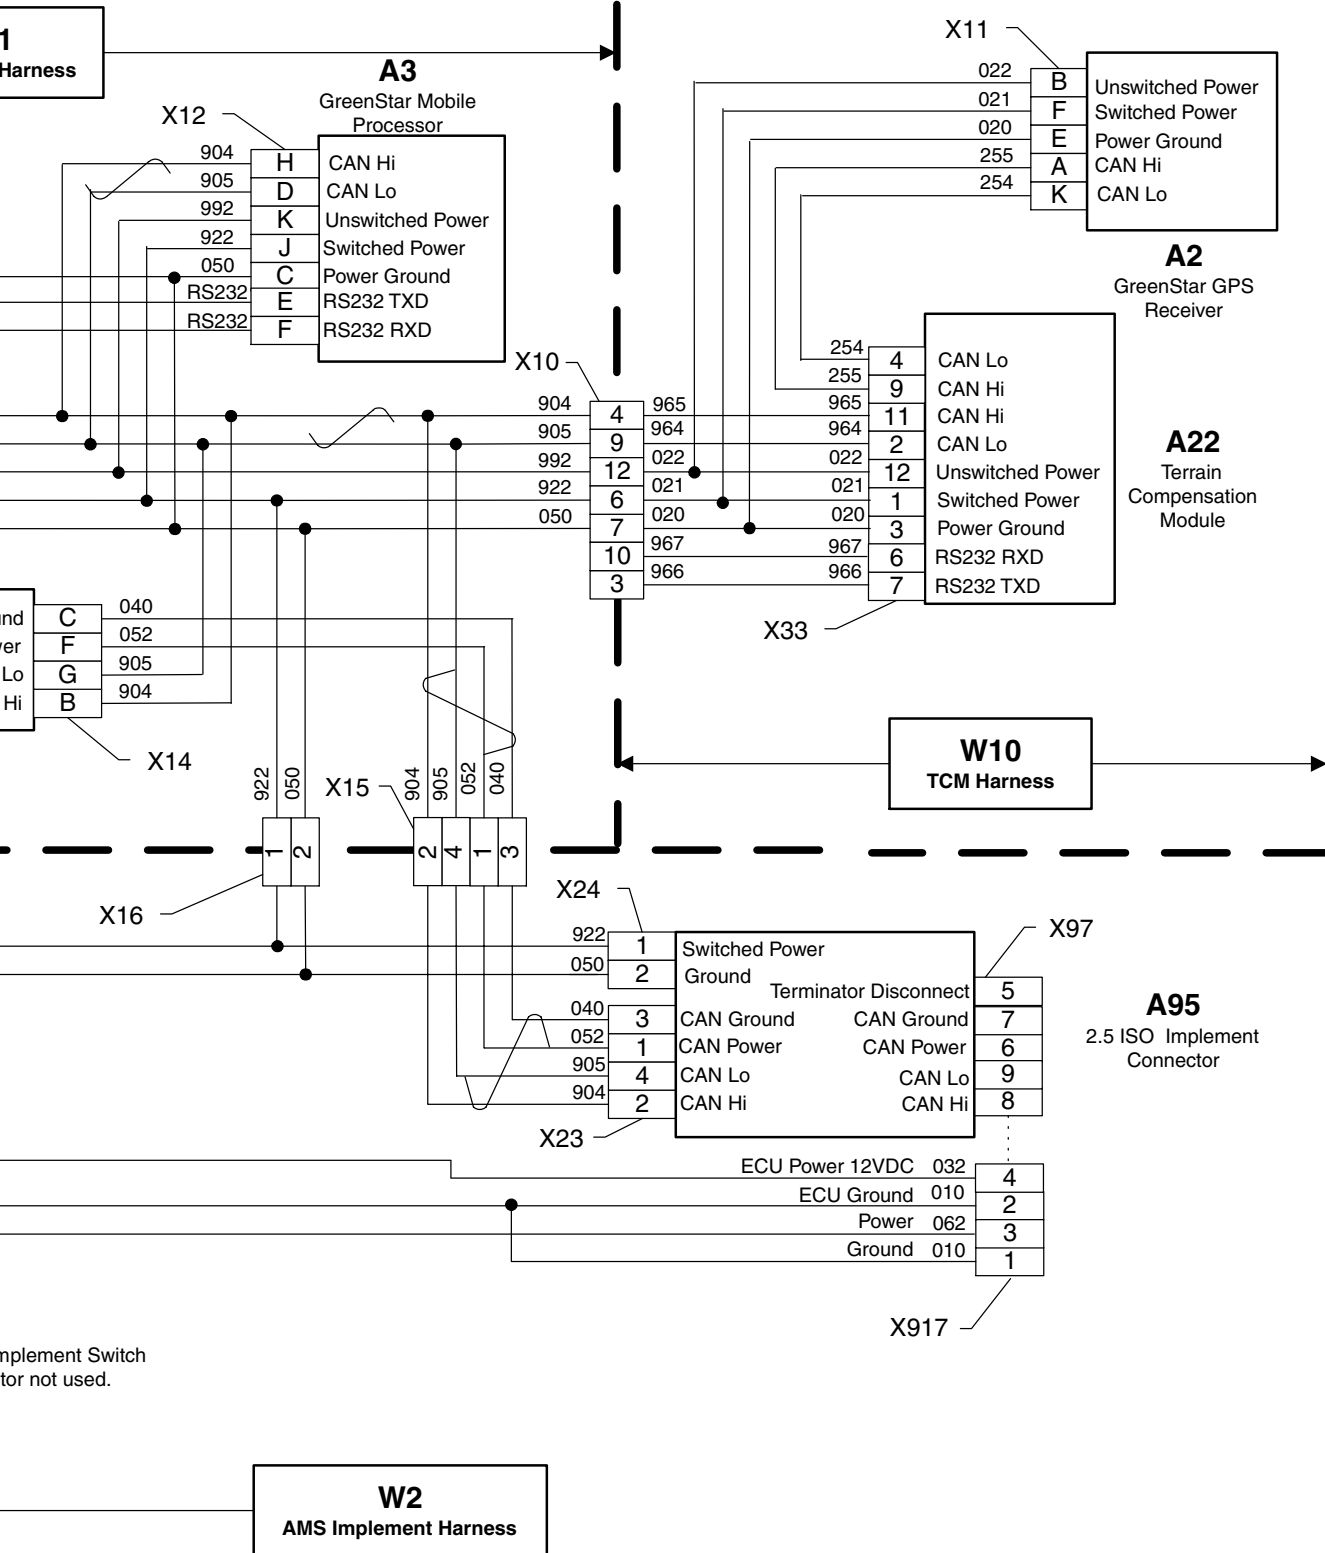 1
Harness
A3
GreenStar Mobile
Processor
X12
904 H CAN Hi
905 D CAN Lo
992 K Unswitched Power
922 J Switched Power
050 C Power Ground
RS232 E RS232 TXD
RS232 F RS232 RXD
X11
022 B Unswitched Power
021 F Switched Power
020 E Power Ground
255 A CAN Hi
254 K CAN Lo
A2
GreenStar GPS
Receiver
X10
904 4 965
905 9 964
992 12 022
922 6 021
050 7 020
10 967
3 966
254 4 CAN Lo
255 9 CAN Hi
965 11 CAN Hi
964 2 CAN Lo
022 12 Unswitched Power
021 1 Switched Power
020 3 Power Ground
967 6 RS232 RXD
966 7 RS232 TXD
X33
A22
Terrain
Compensation
Module
und C 040
wer F 052
Lo G 905
Hi B 904
X14
W10
TCM Harness
922 050
X15
904 905 052 040
1 2
2 4 1 3
X16
X24
922 1 Switched Power
050 2 Ground
040 3 CAN Ground
052 1 CAN Power
905 4 CAN Lo
904 2 CAN Hi
X23
X97
Terminator Disconnect 5
CAN Ground 7
CAN Power 6
CAN Lo 9
CAN Hi 8
A95
2.5 ISO Implement
Connector
ECU Power 12VDC 032 4
ECU Ground 010 2
Power 062 3
Ground 010 1
X917
mplement Switch
tor not used.
W2
AMS Implement Harness